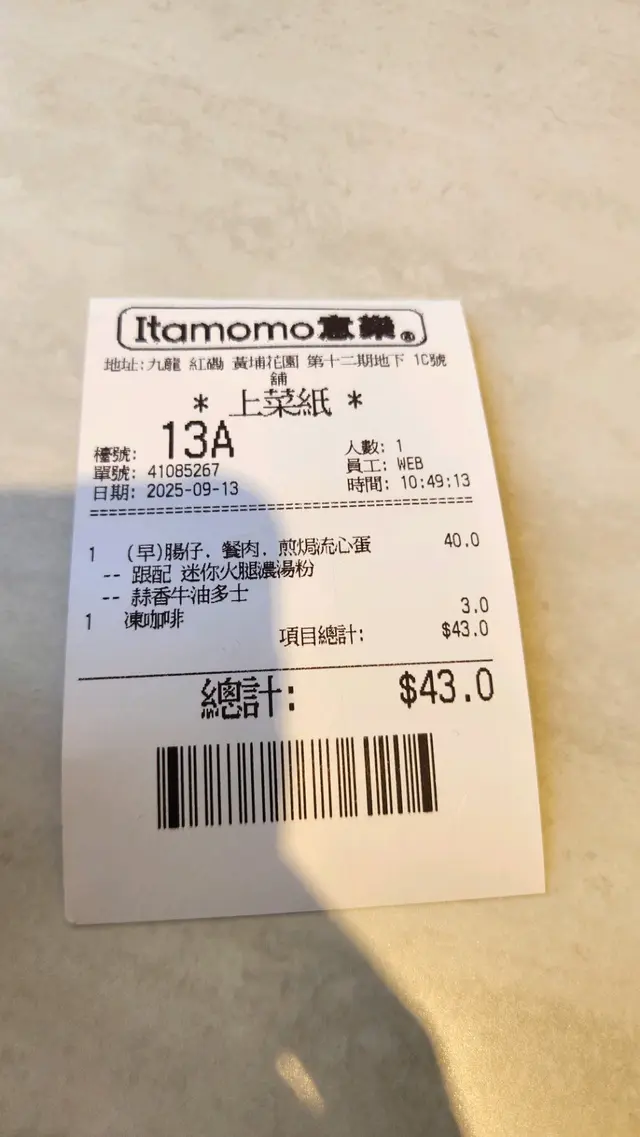 Itamomo意樂®
地址:九龍 紅磡 黃埔花園 第十二期地下 1C號
舖
* 上菜紙 *
檯號: 13A 人數: 1
單號: 41085267 員工: WEB
日期: 2025-09-13 時間: 10:49:13
1 (早)腸仔. 餐肉. 煎焗流心蛋 40.0
-- 跟配 迷你火腿濃湯粉
-- 蒜香牛油多士
1 凍咖啡 3.0
項目總計: $43.0
總計: $43.0